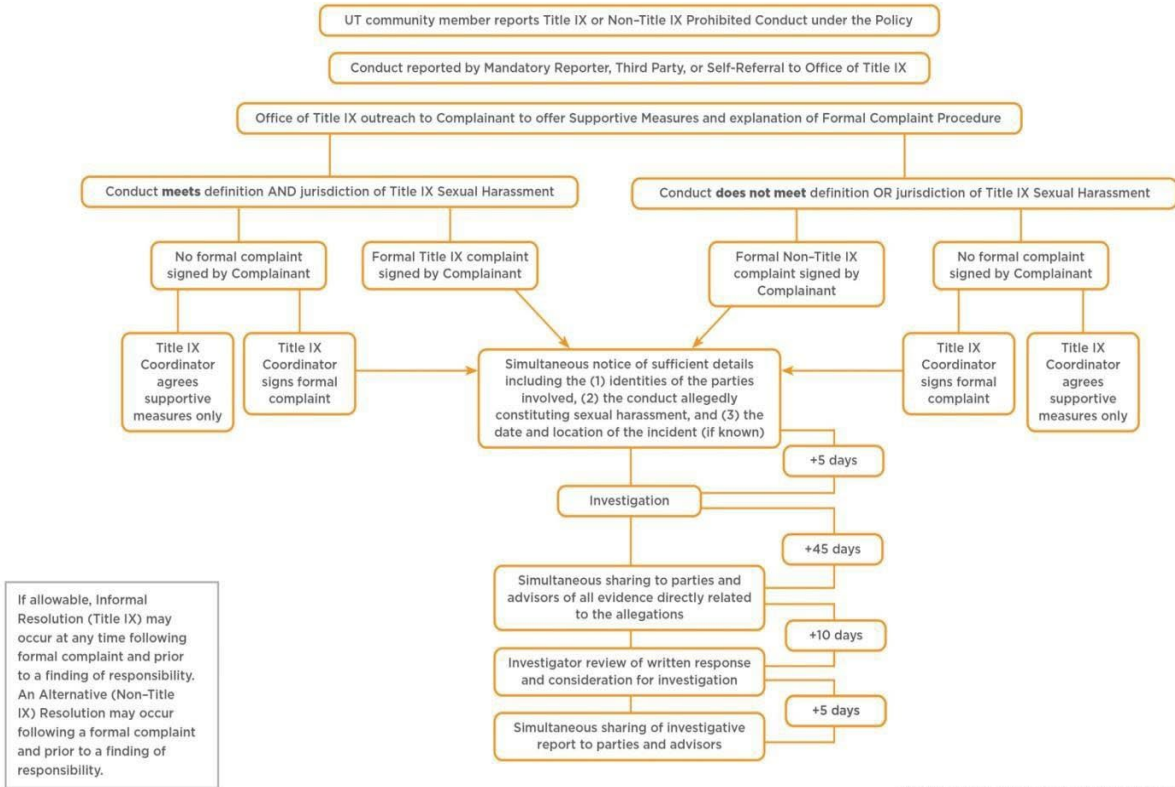 UT community member reports Title IX or Non-Title IX Prohibited Conduct under the Policy
Conduct reported by Mandatory Reporter, Third Party, or Self-Referral to Office of Title IX
Office of Title IX outreach to Complainant to offer Supportive Measures and explanation of Formal Complaint Procedure
Conduct meets definition AND jurisdiction of Title IX Sexual Harassment
Conduct does not meet definition OR jurisdiction of Title IX Sexual Harassment
No formal complaint
signed by Complainant
Formal Title IX complaint
signed by Complainant
Formal Non-Title IX
complaint signed by
Complainant
No formal complaint
signed by Complainant
Title IX
Coordinator
agrees
supportive
measures only
Title IX
Coordinator
signs formal
complaint
Simultaneous notice of sufficient details
including the (1) identities of the parties
involved, (2) the conduct allegedly
constituting sexual harassment, and (3) the
date and location of the incident (if known)
Title IX
Coordinator
signs formal
complaint
Title IX
Coordinator
agrees
supportive
measures only
+5 days
Investigation
+45 days
Simultaneous sharing to parties and
advisors of all evidence directly related
to the allegations
+10 days
Investigator review of written response
and consideration for investigation
+5 days
Simultaneous sharing of investigative
report to parties and advisors
If allowable, Informal
Resolution (Title IX) may
occur at any time following
formal complaint and prior
to a finding of responsibility.
An Alternative (Non-Title
IX) Resolution may occur
following a formal complaint
and prior to a finding of
responsibility.